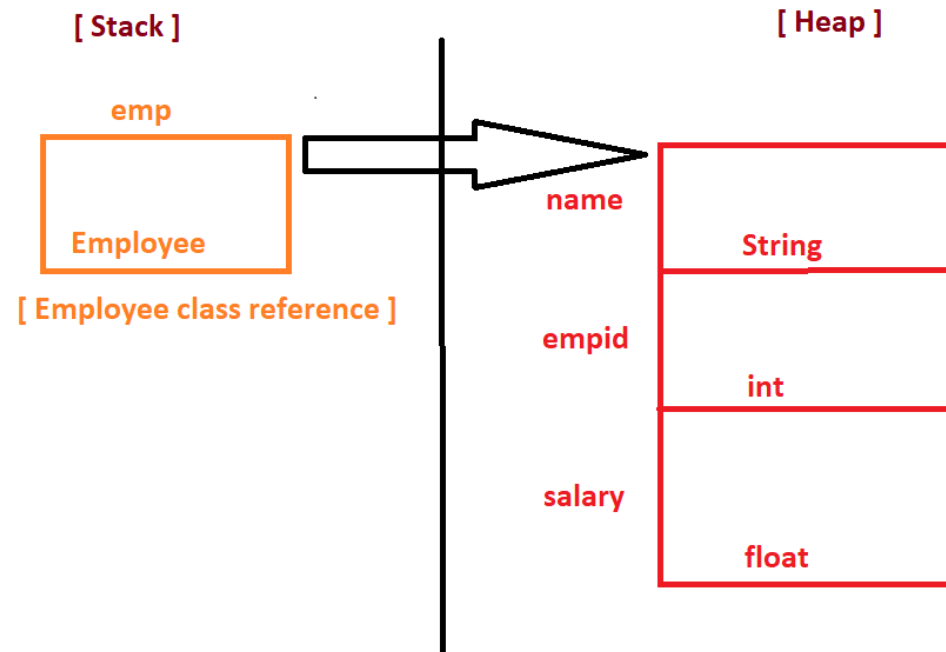 [ Stack ]
[ Heap ]
emp
Employee
[ Employee class reference ]
name
String
empid
int
salary
float